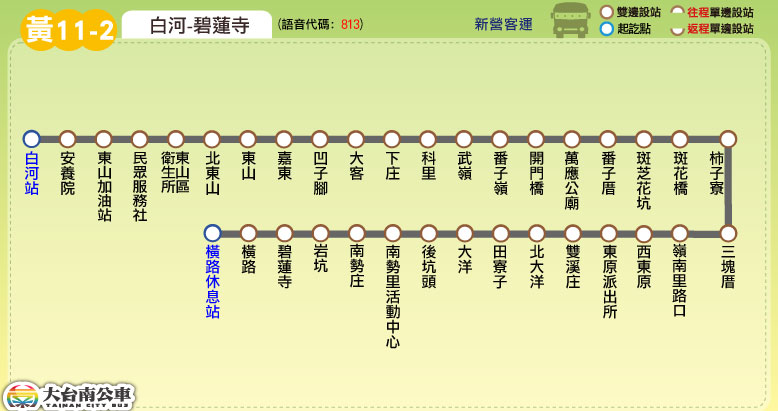 黃11-2
白河-碧蓮寺
(語音代碼：813)
新營客運
雙邊設站
起訖點
往程單邊設站
返程單邊設站
白河站
安養院
東山加油站
民眾服務社
東山區衛生所
北東山
東山
嘉東
凹子腳
大客
下庄
科里
武嶺
番子嶺
開門橋
萬應公廟
番子厝
斑芝花坑
斑花橋
柿子寮
三塊厝
嶺南里路口
西東原
東原派出所
雙溪庄
北大洋
田寮子
大洋
後坑頭
南勢里活動中心
南勢庄
岩坑
碧蓮寺
橫路
橫路休息站
大台南公車
TAINAN CITY BUS